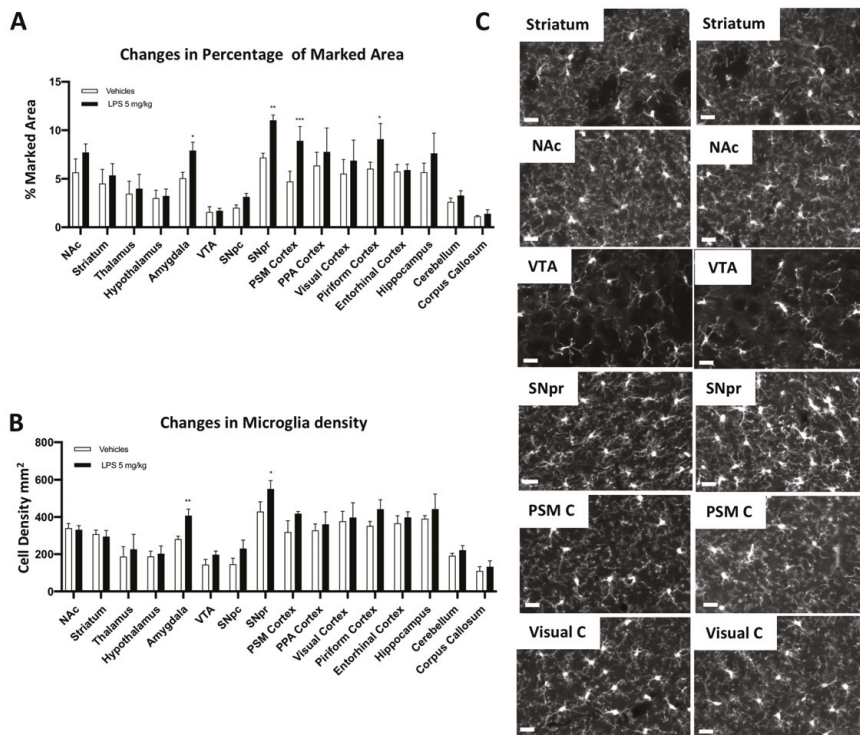 A
Changes in Percentage of Marked Area
Vehicles
LPS 5 mg/kg
% Marked Area
15
10
5
0
*
**
***
*
NAc
Striatum
Thalamus
Hypothalamus
Amygdala
VTA
SNpc
SNpr
PSM Cortex
PPA Cortex
Visual Cortex
Piriform Cortex
Entorhinal Cortex
Hippocampus
Cerebellum
Corpus Callosum
B
Changes in Microglia density
Vehicles
LPS 5 mg/kg
Cell Density mm²
800
600
400
200
0
**
*
NAc
Striatum
Thalamus
Hypothalamus
Amygdala
VTA
SNpc
SNpr
PSM Cortex
PPA Cortex
Visual Cortex
Piriform Cortex
Entorhinal Cortex
Hippocampus
Cerebellum
Corpus Callosum
C
Striatum
Striatum
NAc
NAc
VTA
VTA
SNpr
SNpr
PSM C
PSM C
Visual C
Visual C